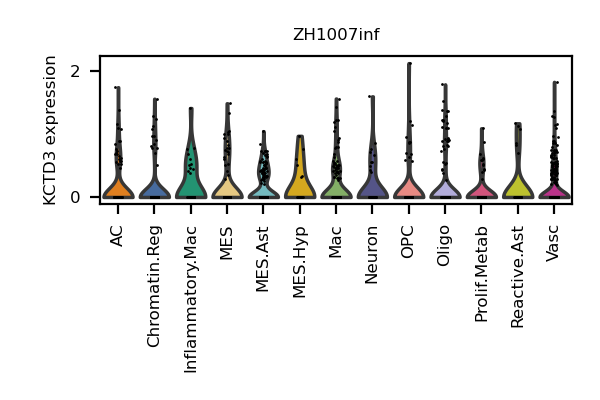 ZH1007inf
KCTD3 expression
2
0
AC
Chromatin.Reg
Inflammatory.Mac
MES
MES.Ast
MES.Hyp
Mac
Neuron
OPC
Oligo
Prolif.Metab
Reactive.Ast
Vasc